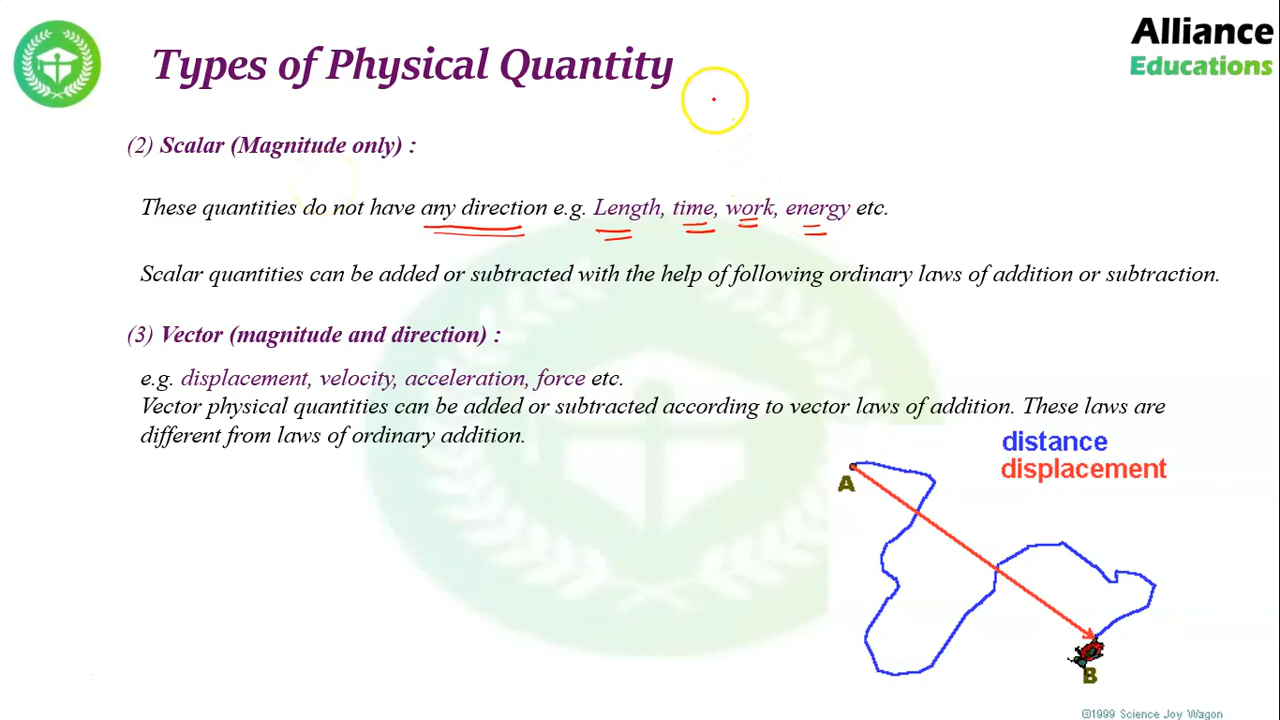 Alliance
Educations
Types of Physical Quantity
(2) Scalar (Magnitude only) :
These quantities do not have any direction e.g. Length, time, work, energy etc.
Scalar quantities can be added or subtracted with the help of following ordinary laws of addition or subtraction.
(3) Vector (magnitude and direction) :
e.g. displacement, velocity, acceleration, force etc.
Vector physical quantities can be added or subtracted according to vector laws of addition. These laws are
different from laws of ordinary addition.
distance
displacement
A
B
©1999 Science Joy Wagon